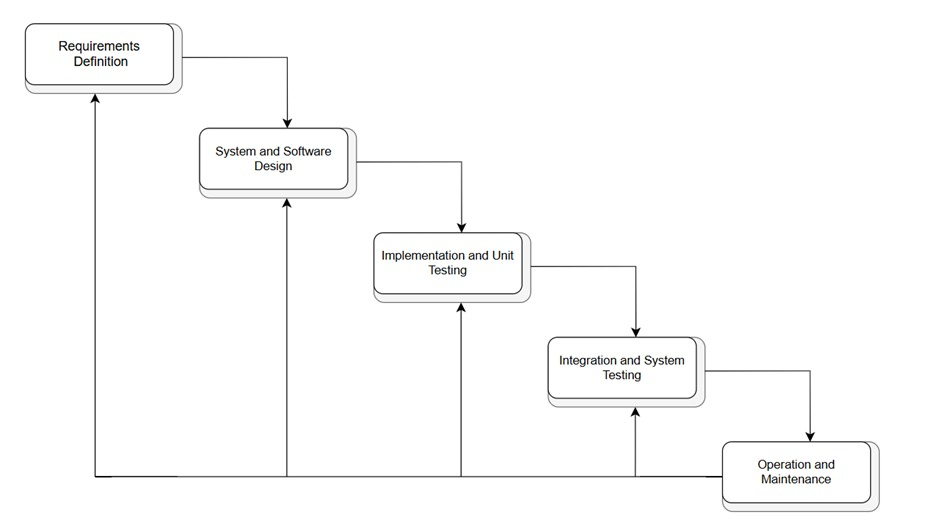 Requirements
Definition
System and Software
Design
Implementation and Unit
Testing
Integration and System
Testing
Operation and
Maintenance